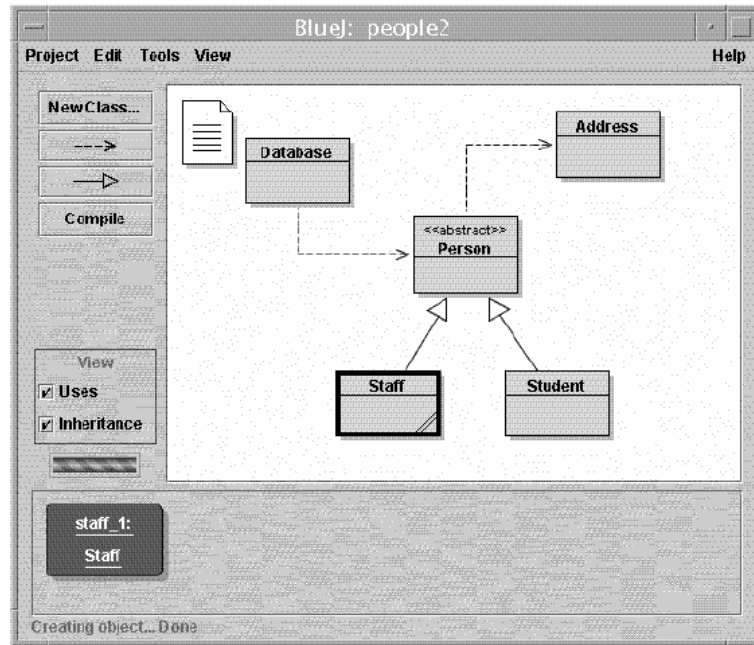 BlueJ: people2
Project Edit Tools View Help
NewClass...
Compile
View
Uses
Inheritance
Database
Address
<<abstract>>
Person
Staff
Student
staff_1:
Staff
Creating object... Done